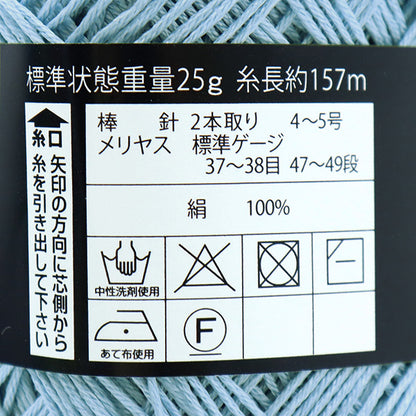 標準状態重量25g 糸長約157m
糸口
矢印の方向に芯側から
糸を引き出して下さい
棒 針 2本取り 4〜5号
メリヤス 標準ゲージ
37〜38目 47〜49段
絹 100%
中性洗剤使用
あて布使用
F